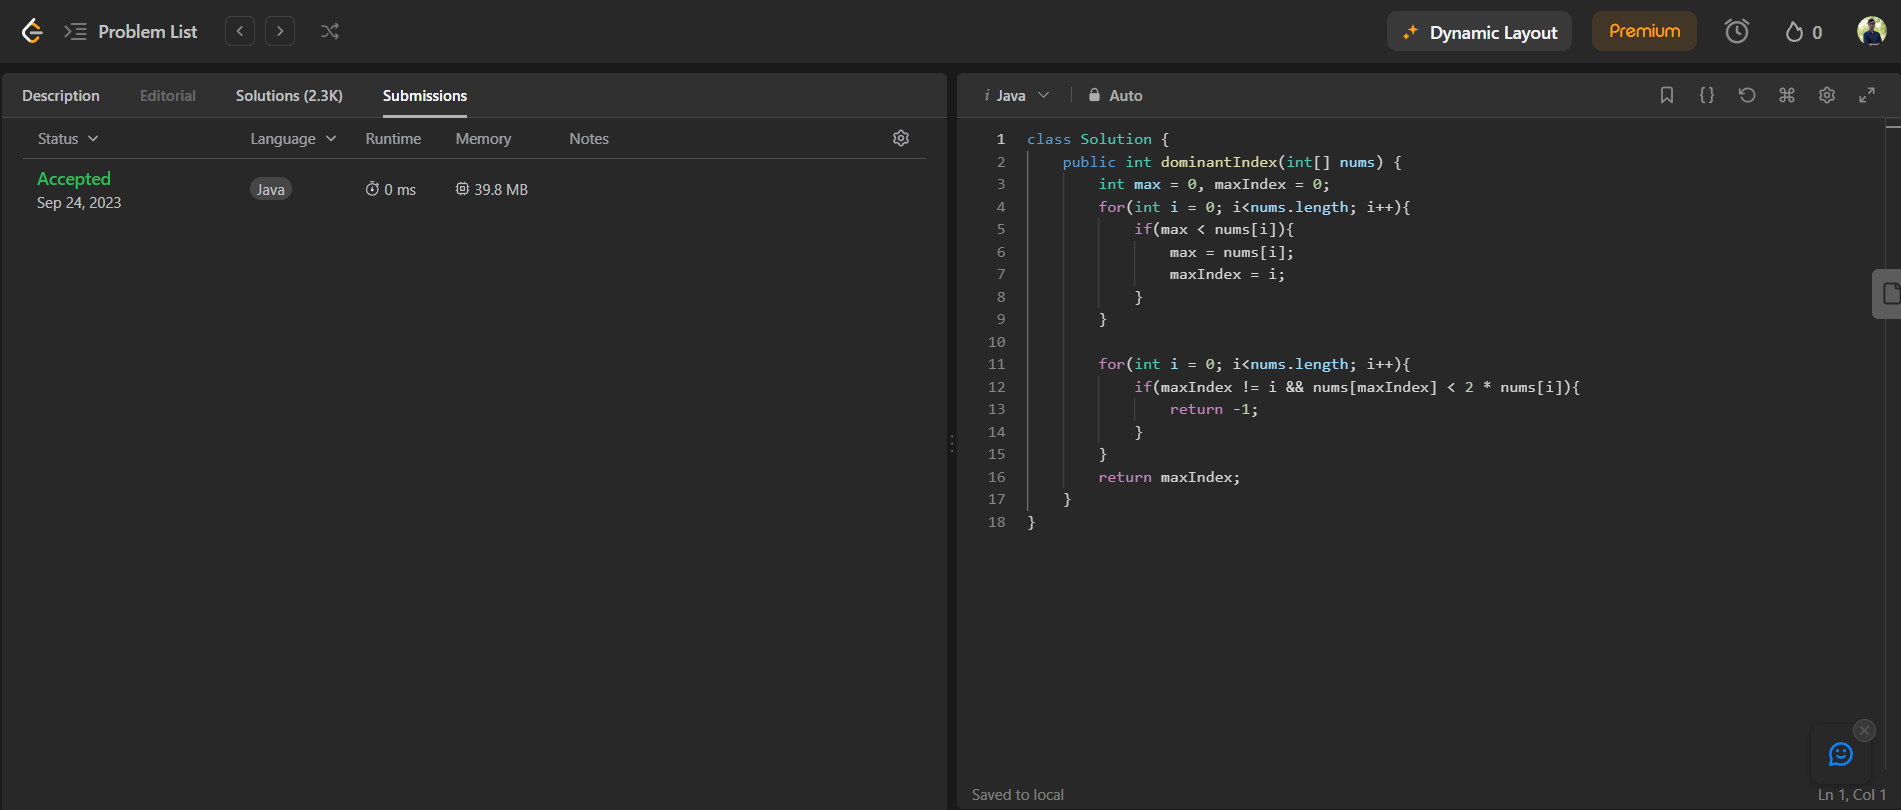 Problem List
Dynamic Layout
Premium
0
Description Editorial Solutions (2.3K) Submissions
Status Language Runtime Memory Notes
Accepted
Sep 24, 2023
Java
0 ms
39.8 MB
i Java
Auto
1 class Solution {
2     public int dominantIndex(int[] nums) {
3         int max = 0, maxIndex = 0;
4         for(int i = 0; i<nums.length; i++){
5             if(max < nums[i]){
6                 max = nums[i];
7                 maxIndex = i;
8             }
9         }
10
11         for(int i = 0; i<nums.length; i++){
12             if(maxIndex != i && nums[maxIndex] < 2 * nums[i]){
13                 return -1;
14             }
15         }
16         return maxIndex;
17     }
18 }
Saved to local
Ln 1, Col 1